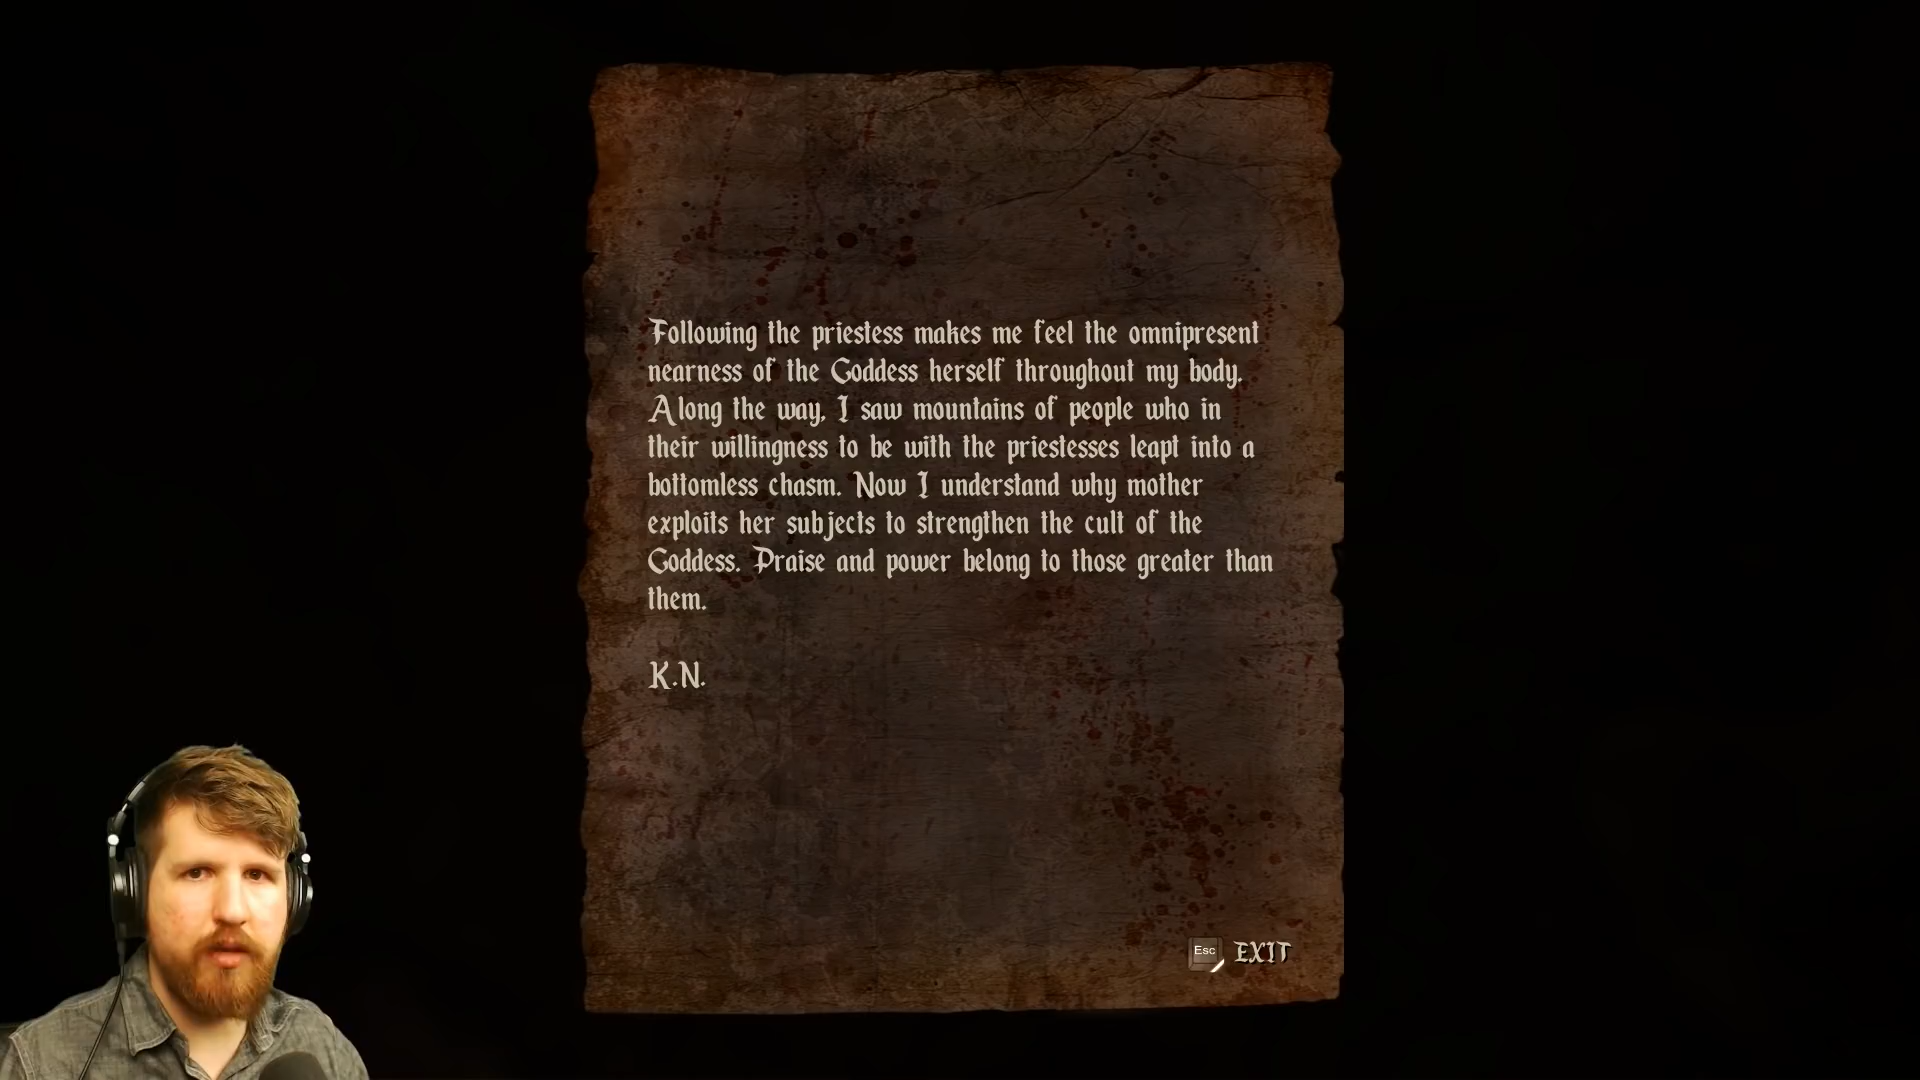 Following the priestess makes me feel the omnipresent
nearness of the Goddess herself throughout my body.
Along the way, I saw mountains of people who in
their willingness to be with the priestesses leapt into a
bottomless chasm. Now I understand why mother
exploits her subjects to strengthen the cult of the
Goddess. Praise and power belong to those greater than
them.
K.N.
Esc EXIT